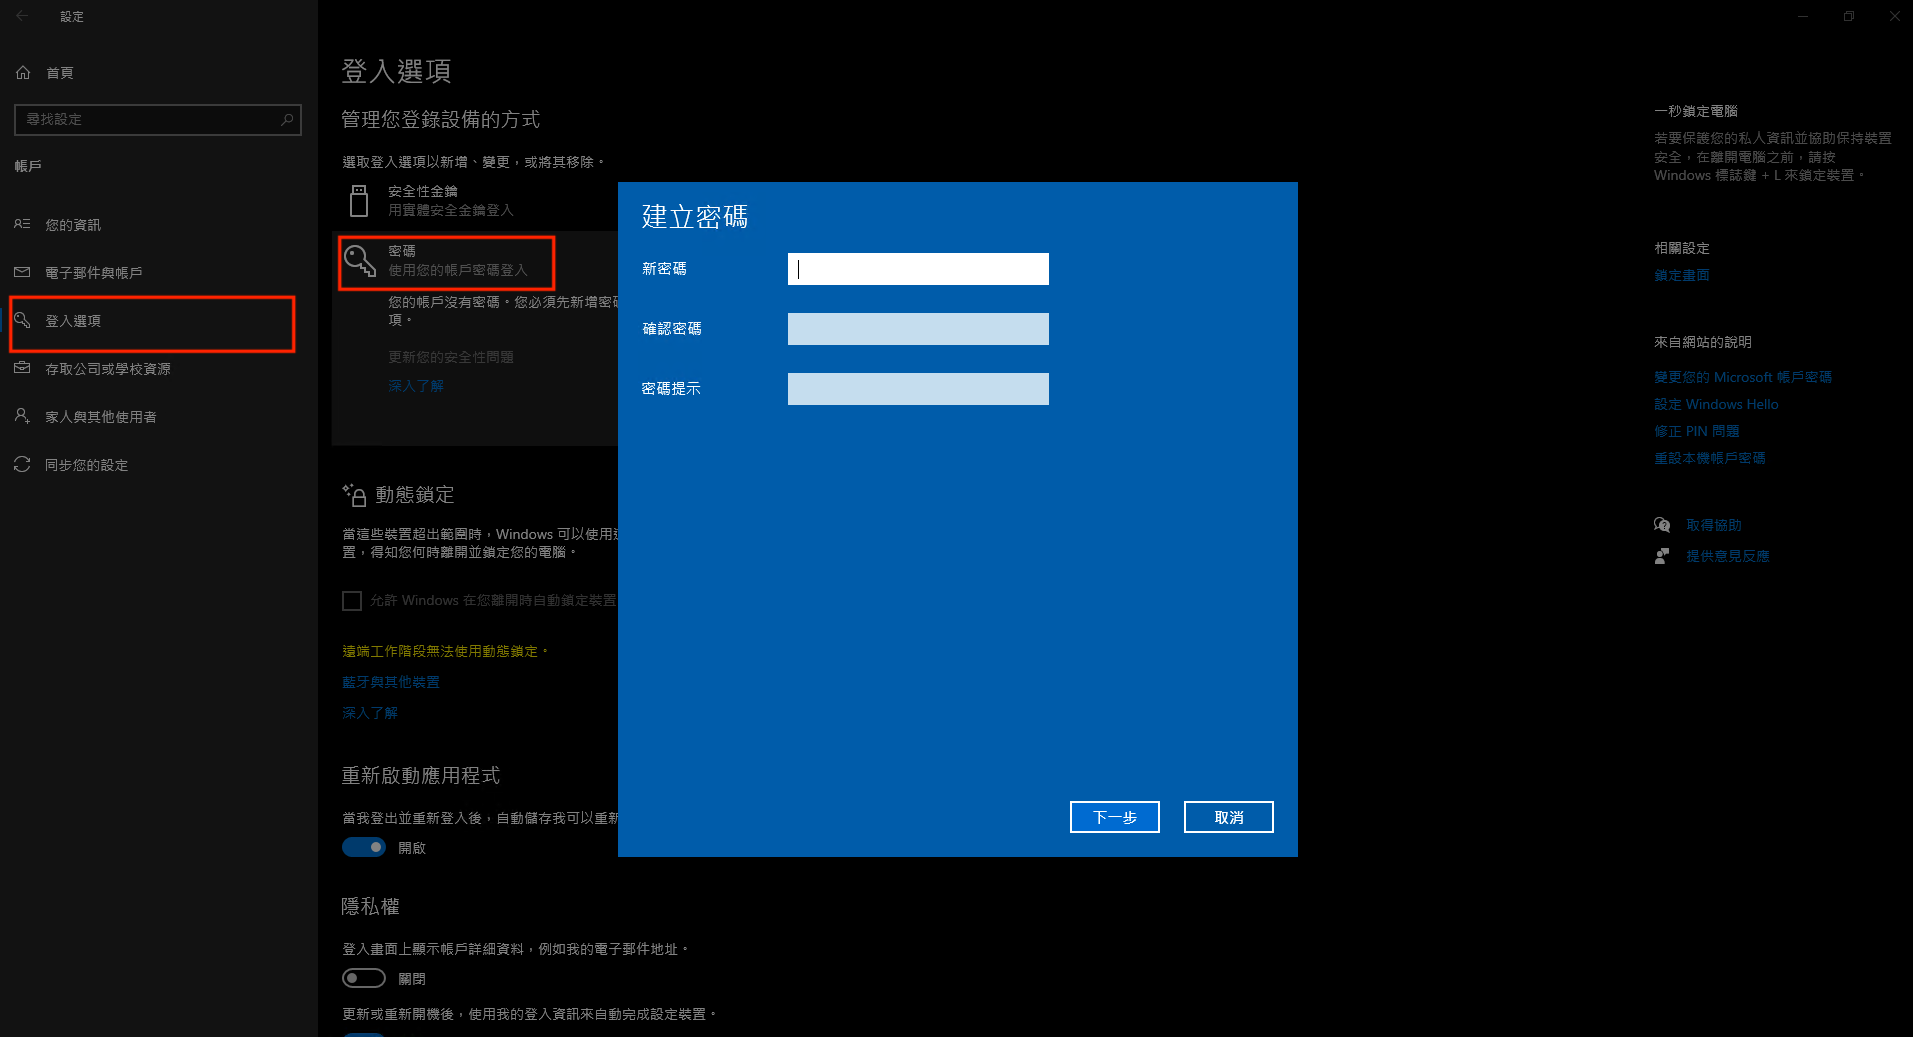 設定
首頁
尋找設定
帳戶
您的資訊
電子郵件與帳戶
登入選項
存取公司或學校資源
家人與其他使用者
同步您的設定
登入選項
管理您登錄設備的方式
選取登入選項以新增、變更，或將其移除。
安全性金鑰
用實體安全金鑰登入
密碼
使用您的帳戶密碼登入
您的帳戶沒有密碼。您必須先新增密
項。
更新您的安全性問題
深入了解
動態鎖定
當這些裝置超出範圍時，Windows 可以使用
置，得知您何時離開並鎖定您的電腦。
允許 Windows 在您離開時自動鎖定裝置
遠端工作階段無法使用動態鎖定。
藍牙與其他裝置
深入了解
重新啟動應用程式
當我登出並重新登入後，自動儲存我可以重新
開啟
隱私權
登入畫面上顯示帳戶詳細資料，例如我的電子郵件地址。
關閉
更新或重新開機後，使用我的登入資訊來自動完成設定裝置。
建立密碼
新密碼
確認密碼
密碼提示
下一步
取消
一秒鎖定電腦
若要保護您的私人資訊並協助保持裝置
安全，在離開電腦之前，請按
Windows 標誌鍵 + L 來鎖定裝置。
相關設定
鎖定畫面
來自網站的說明
變更您的 Microsoft 帳戶密碼
設定 Windows Hello
修正 PIN 問題
重設本機帳戶密碼
取得協助
提供意見反應